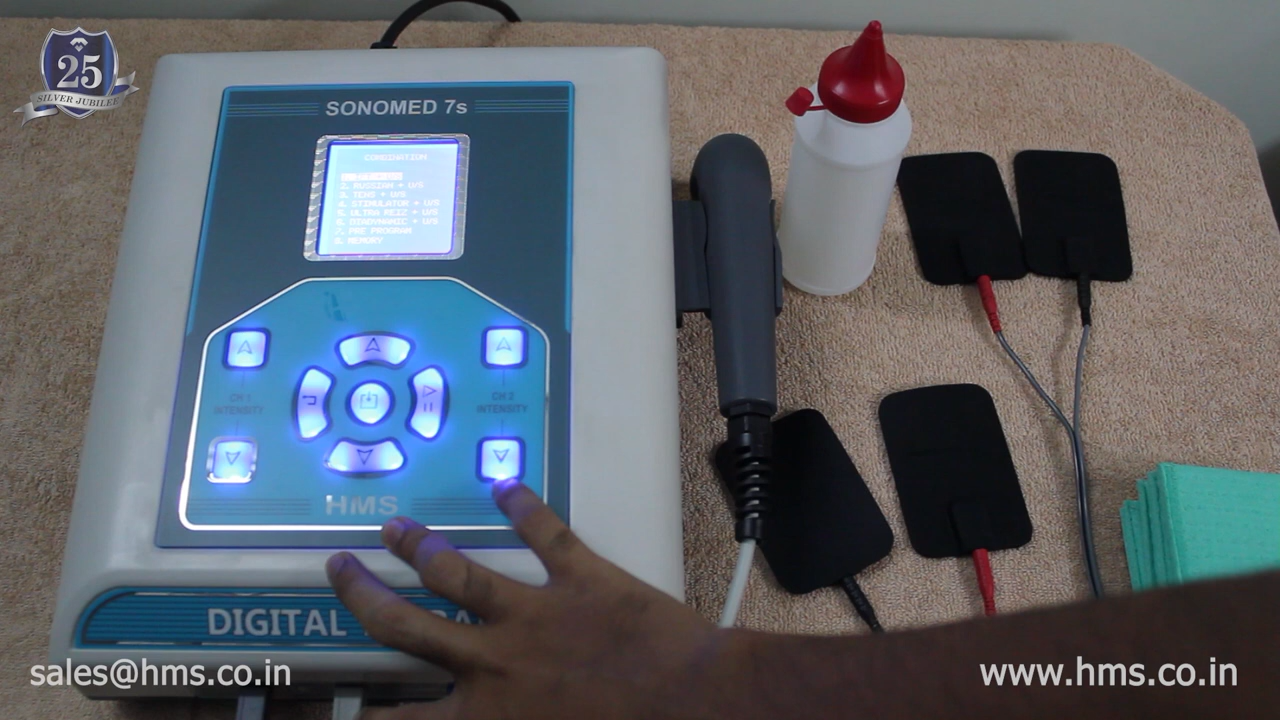 25
SILVER JUBILEE
SONOMED 7s
COMBINATION
1. IFT + U/S
2. RUSSIAN + U/S
3. TENS + U/S
4. STIMULATOR + U/S
5. ULTRA REIZ + U/S
6. DIADYNAMIC + U/S
7. PRE PROGRAM
8. MEMORY
CH 1
INTENSITY
CH 2
INTENSITY
HMS
DIGITAL
sales@hms.co.in
www.hms.co.in